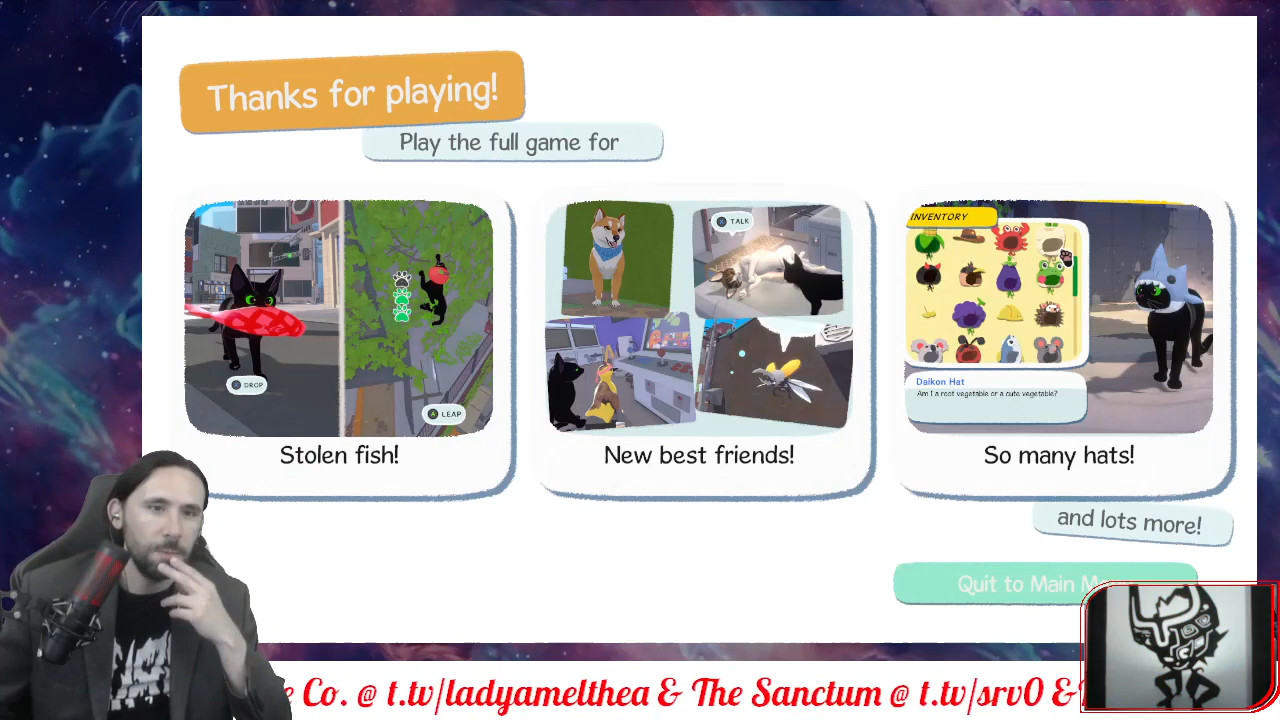 Thanks for playing!
Play the full game for
TALK
INVENTORY
DROP
LEAP
Daikon Hat
Am I a root vegetable or a cute vegetable?
Stolen fish!
New best friends!
So many hats!
and lots more!
Quit to Main
Co. @ t.tv/ladyamelthea & The Sanctum @ t.tv/srv0 &